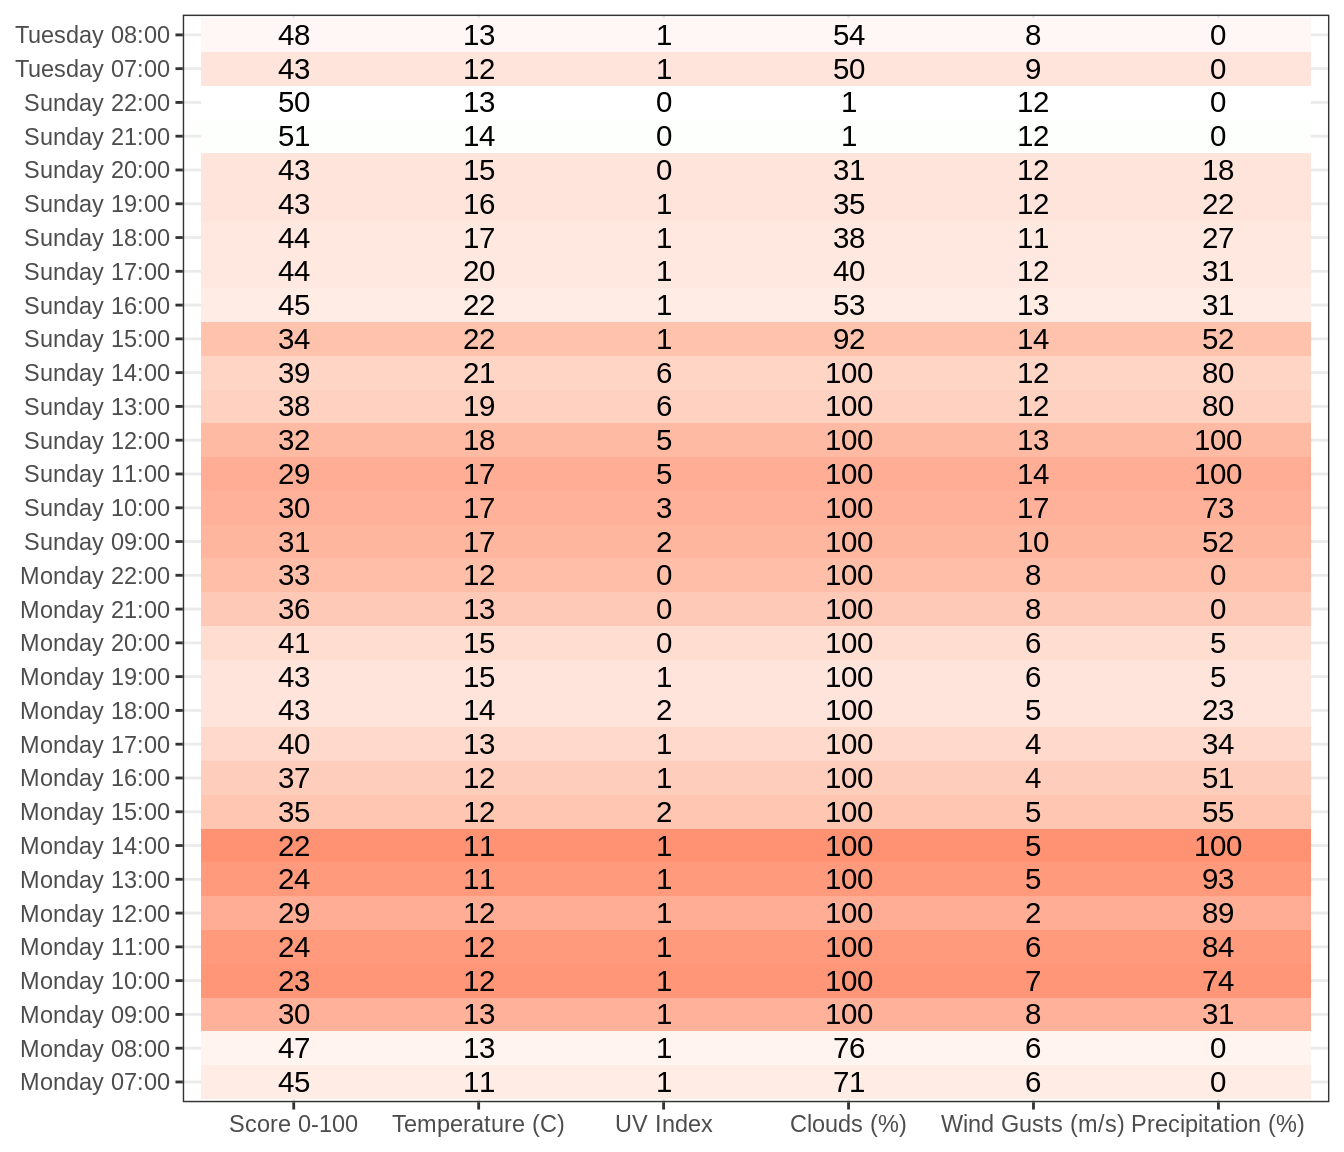 Tuesday 08:00 48 13 1 54 8 0
Tuesday 07:00 43 12 1 50 9 0
Sunday 22:00 50 13 0 1 12 0
Sunday 21:00 51 14 0 1 12 0
Sunday 20:00 43 15 0 31 12 18
Sunday 19:00 43 16 1 35 12 22
Sunday 18:00 44 17 1 38 11 27
Sunday 17:00 44 20 1 40 12 31
Sunday 16:00 45 22 1 53 13 31
Sunday 15:00 34 22 1 92 14 52
Sunday 14:00 39 21 6 100 12 80
Sunday 13:00 38 19 6 100 12 80
Sunday 12:00 32 18 5 100 13 100
Sunday 11:00 29 17 5 100 14 100
Sunday 10:00 30 17 3 100 17 73
Sunday 09:00 31 17 2 100 10 52
Monday 22:00 33 12 0 100 8 0
Monday 21:00 36 13 0 100 8 0
Monday 20:00 41 15 0 100 6 5
Monday 19:00 43 15 1 100 6 5
Monday 18:00 43 14 2 100 5 23
Monday 17:00 40 13 1 100 4 34
Monday 16:00 37 12 1 100 4 51
Monday 15:00 35 12 2 100 5 55
Monday 14:00 22 11 1 100 5 100
Monday 13:00 24 11 1 100 5 93
Monday 12:00 29 12 1 100 2 89
Monday 11:00 24 12 1 100 6 84
Monday 10:00 23 12 1 100 7 74
Monday 09:00 30 13 1 100 8 31
Monday 08:00 47 13 1 76 6 0
Monday 07:00 45 11 1 71 6 0
Score 0-100 Temperature (C) UV Index Clouds (%) Wind Gusts (m/s) Precipitation (%)